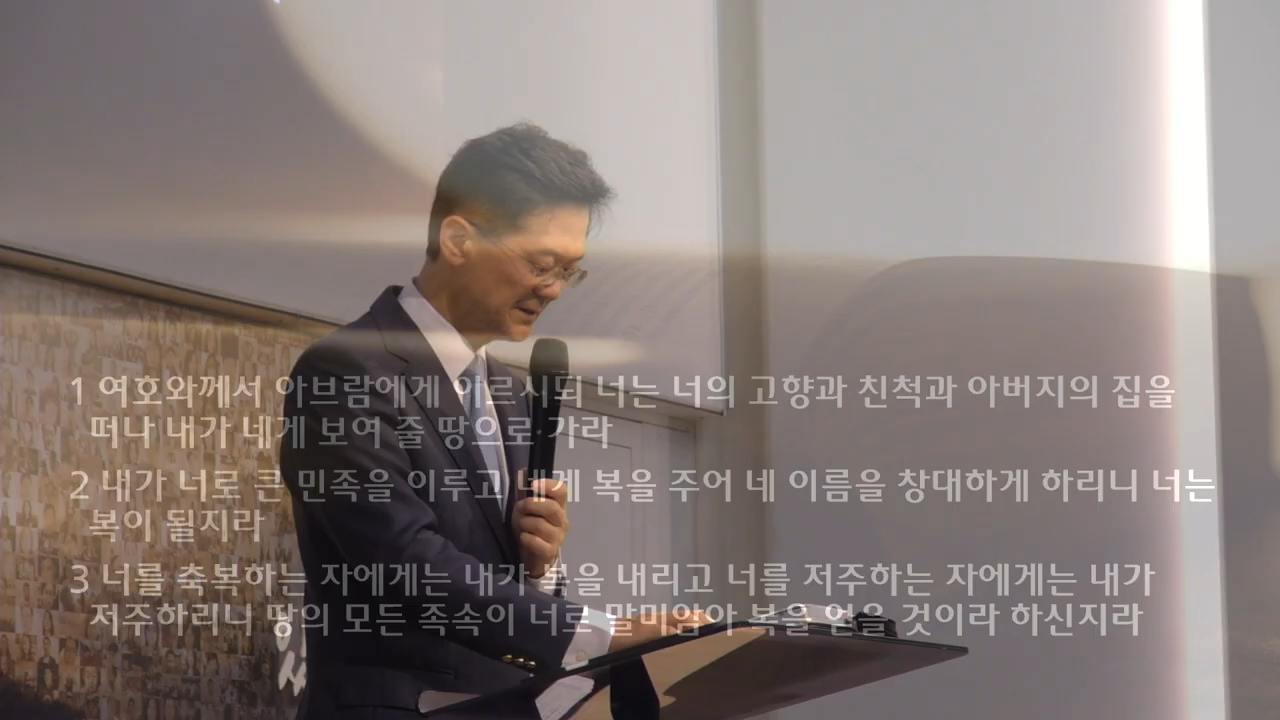 1 여호와께서 아브람에게 이르시되 너는 너의 고향과 친척과 아버지의 집을
떠나 내가 네게 보여 줄 땅으로 가라
2 내가 너로 큰 민족을 이루고 네게 복을 주어 네 이름을 창대하게 하리니 너는
복이 될지라
3 너를 축복하는 자에게는 내가 복을 내리고 너를 저주하는 자에게는 내가
저주하리니 땅의 모든 족속이 너로 말미암아 복을 얻을 것이라 하신지라